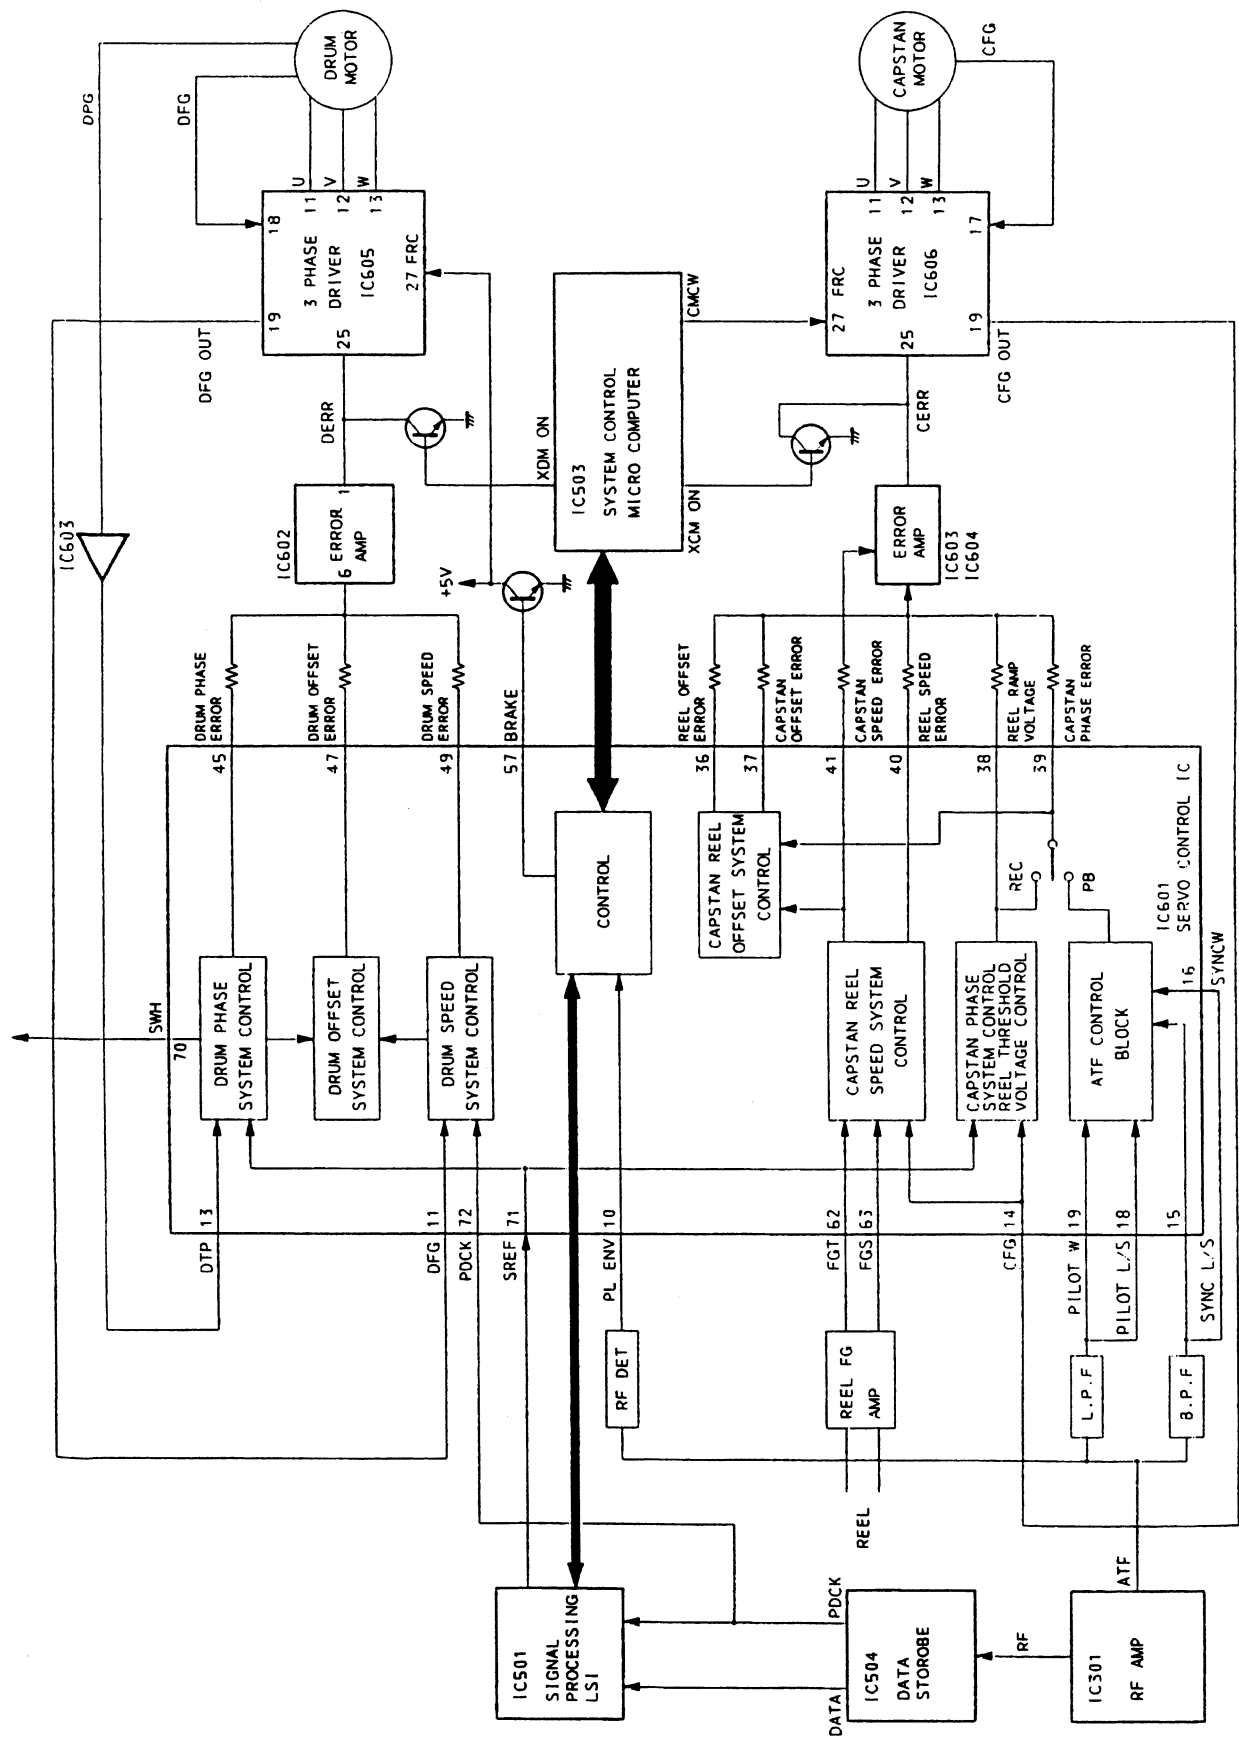 IC501
SIGNAL
PROCESSING
LSI
DATA
PDCK
IC504
DATA
STOROBE
RF
IC301
RF AMP
ATF
REEL
RF DET
REEL FG
AMP
L.P.F
B.P.F
DTP 13
DFG 11
PDCK 72
SREF 71
PL ENV 10
FGT 62
FGS 63
CFG 14
PILOT W 19
PILOT L/S 18
15
SYNC L/S
16
SYNCW
SWH
70
DRUM PHASE
SYSTEM CONTROL
DRUM OFFSET
SYSTEM CONTROL
DRUM SPEED
SYSTEM CONTROL
CONTROL
CAPSTAN REEL
OFFSET SYSTEM
CONTROL
CAPSTAN REEL
SPEED SYSTEM
CONTROL
CAPSTAN PHASE
SYSTEM CONTROL
REEL THRESHOLD
VOLTAGE CONTROL
ATF CONTROL
BLOCK
REC
PB
IC601
SERVO CONTROL IC
45
DRUM PHASE
ERROR
47
DRUM OFFSET
ERROR
49
DRUM SPEED
ERROR
57 BRAKE
36
REEL OFFSET
ERROR
37
CAPSTAN
OFFSET ERROR
41
CAPSTAN
SPEED ERROR
40
REEL SPEED
ERROR
38
REEL RAMP
VOLTAGE
39
CAPSTAN
PHASE ERROR
IC603
IC602
6
ERROR
AMP
1
+5V
IC503
SYSTEM CONTROL
MICRO COMPUTER
XDM ON
XCM ON
CMCW
ERROR
AMP
IC603
IC604
DERR
CERR
DFG OUT
CFG OUT
19
18
25
3 PHASE
DRIVER
IC605
27 FRC
11
12
13
U
V
W
27 FRC
25
3 PHASE
DRIVER
IC606
19
17
11
12
13
U
V
W
DPG
DFG
DRUM
MOTOR
CAPSTAN
MOTOR
CFG